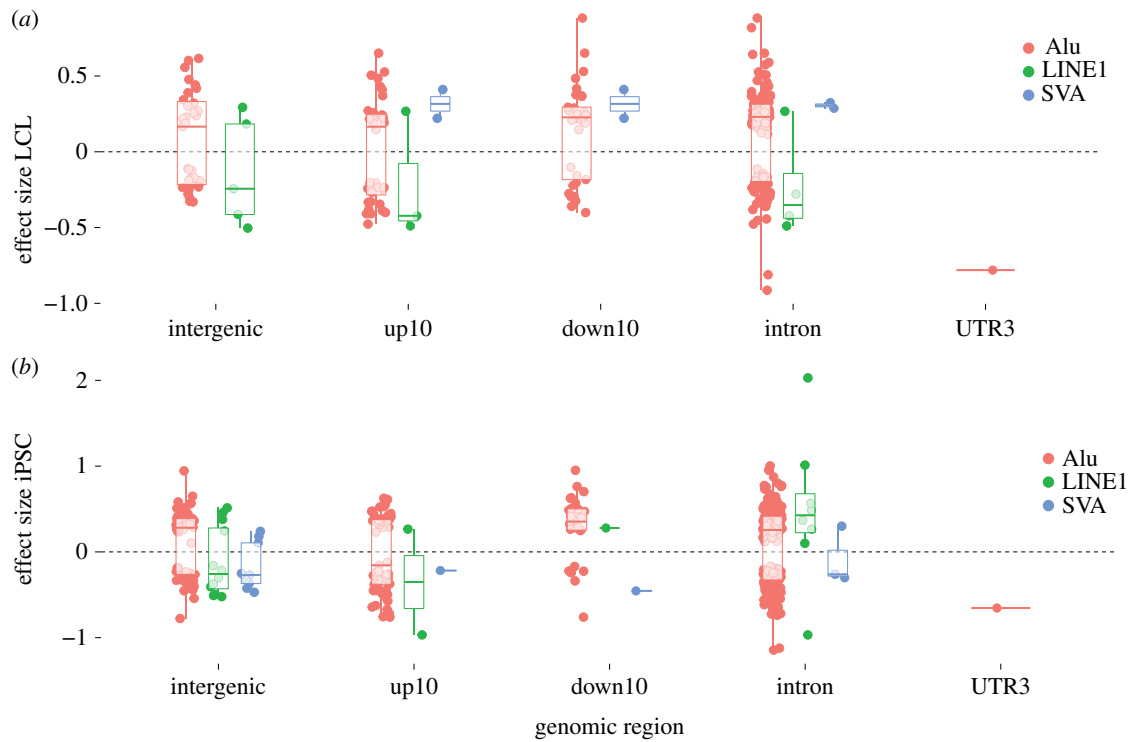 (a)
Alu
LINE1
SVA
0.5
0
−0.5
−1.0
effect size LCL
intergenic up10 down10 intron UTR3
(b)
2
1
0
−1
effect size iPSC
Alu
LINE1
SVA
intergenic up10 down10 intron UTR3
genomic region